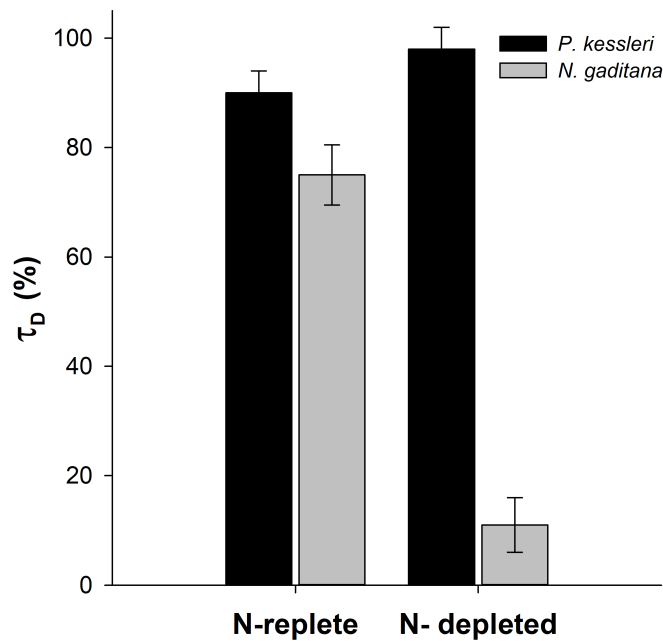 100
80
60
40
20
0
τD (%)
P. kessleri
N. gaditana
N-replete
N- depleted